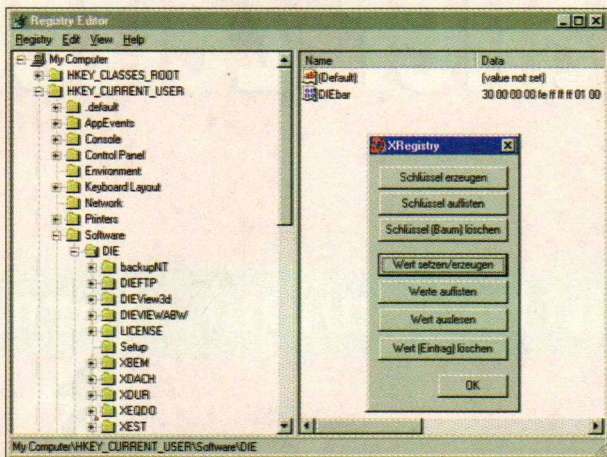 Registry Editor
Registry Edit View Help
My Computer
HKEY_CLASSES_ROOT
HKEY_CURRENT_USER
.default
AppEvents
Console
Control Panel
Environment
Keyboard Layout
Network
Printers
Software
DIE
backupNT
DIEFTP
DIEView3d
DIEVIEWABW
LICENSE
Setup
XBEM
XDACH
XDUR
XEQDO
XEST
Name Data
(Default) (value not set)
DIEbar 30 00 00 08 fe ff ff ff 01 00
XRegistry
Schlüssel erzeugen
Schlüssel auflisten
Schlüssel (Baum) löschen
Wert setzen/erzeugen
Werte auflisten
Wert auslesen
Wert (Eintrag) löschen
OK
My Computer\HKEY_CURRENT_USER\Software\DIE